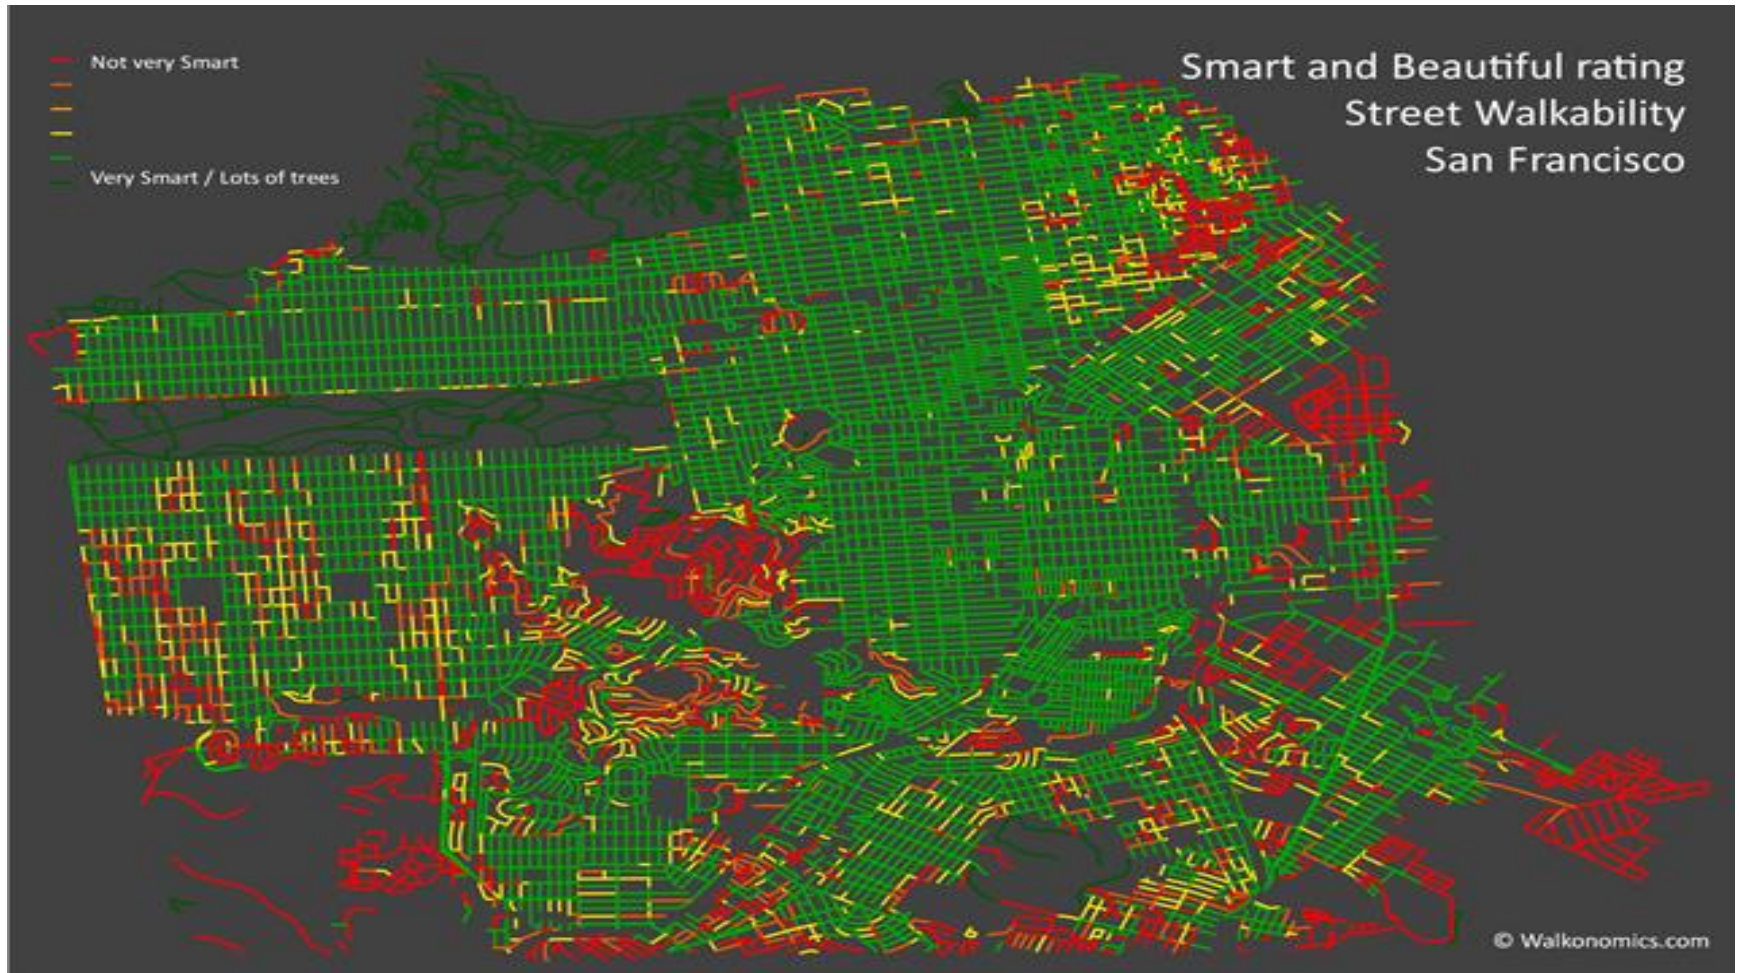 Not very Smart
Very Smart / Lots of trees
Smart and Beautiful rating
Street Walkability
San Francisco
© Walkonomics.com